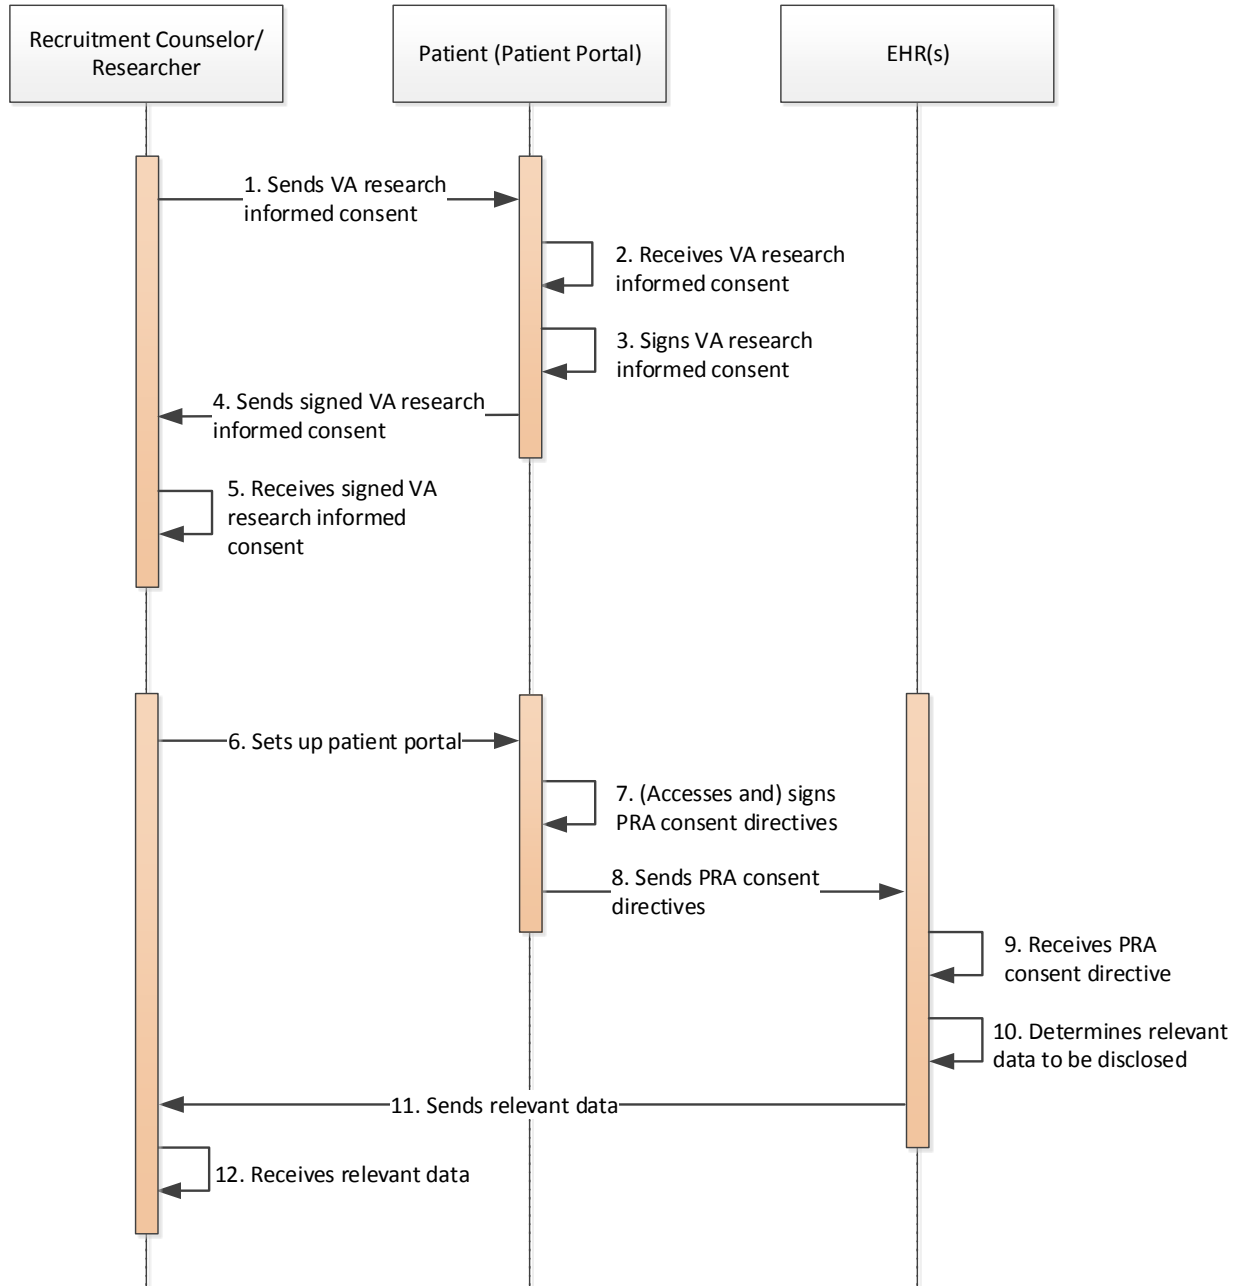 Recruitment Counselor/
Researcher
Patient (Patient Portal)
EHR(s)
1. Sends VA research
informed consent
2. Receives VA research
informed consent
3. Signs VA research
informed consent
4. Sends signed VA research
informed consent
5. Receives signed VA
research informed
consent
6. Sets up patient portal
7. (Accesses and) signs
PRA consent directives
8. Sends PRA consent
directives
9. Receives PRA
consent directive
10. Determines relevant
data to be disclosed
11. Sends relevant data
12. Receives relevant data